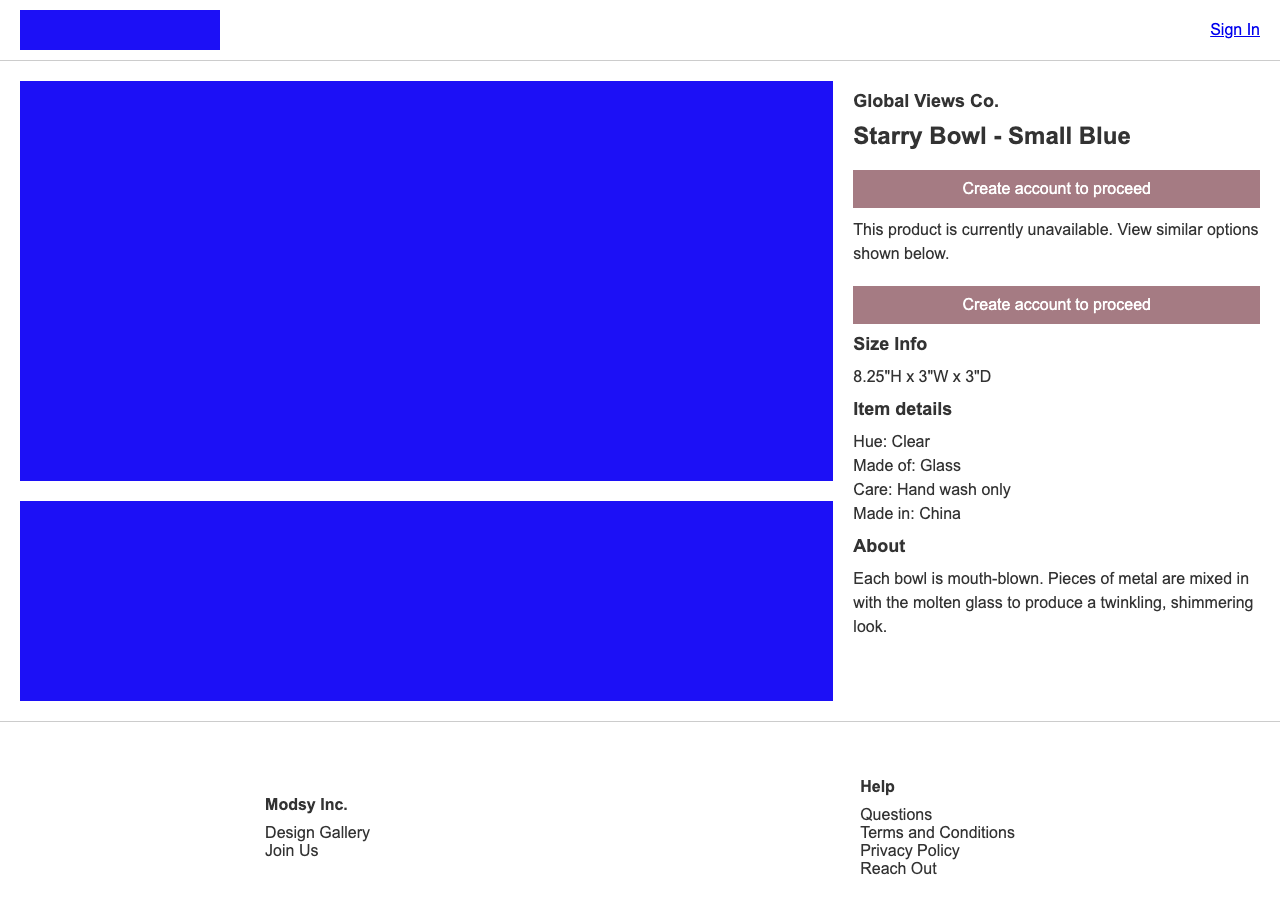 Sign In
Global Views Co.
Starry Bowl - Small Blue
Create account to proceed
This product is currently unavailable. View similar options
shown below.
Create account to proceed
Size Info
8.25"H x 3"W x 3"D
Item details
Hue: Clear
Made of: Glass
Care: Hand wash only
Made in: China
About
Each bowl is mouth-blown. Pieces of metal are mixed in
with the molten glass to produce a twinkling, shimmering
look.
Modsy Inc.
Design Gallery
Join Us
Help
Questions
Terms and Conditions
Privacy Policy
Reach Out